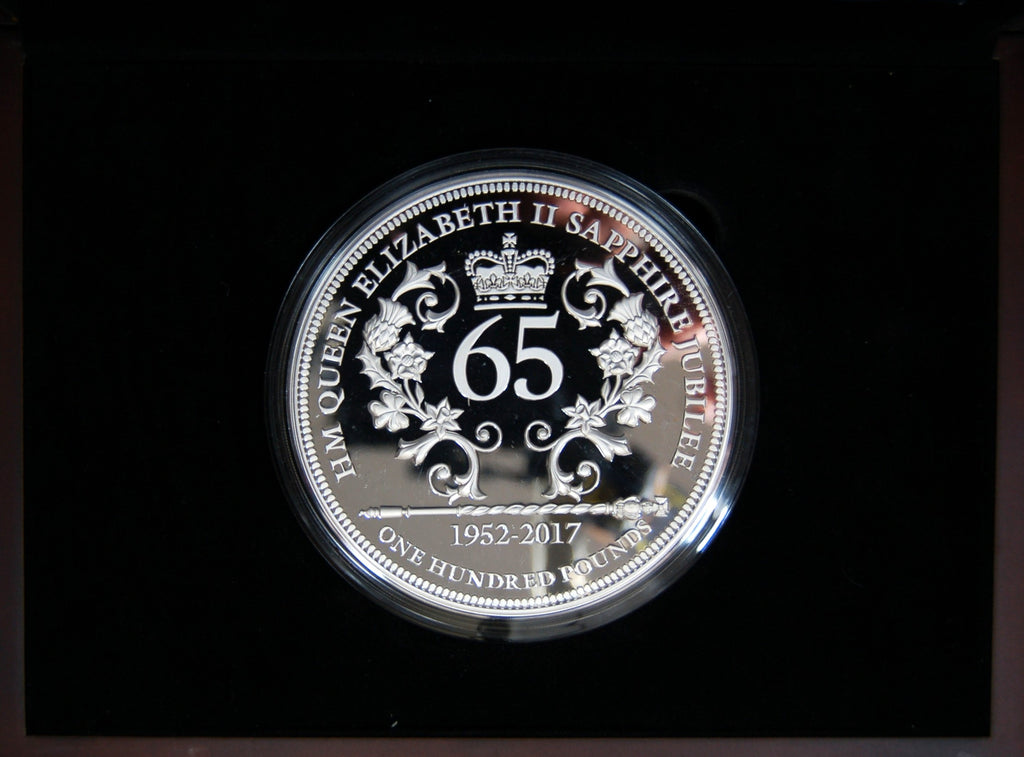 HM QUEEN ELIZABETH II SAPPHIRE JUBILEE
65
1952-2017
ONE HUNDRED POUNDS